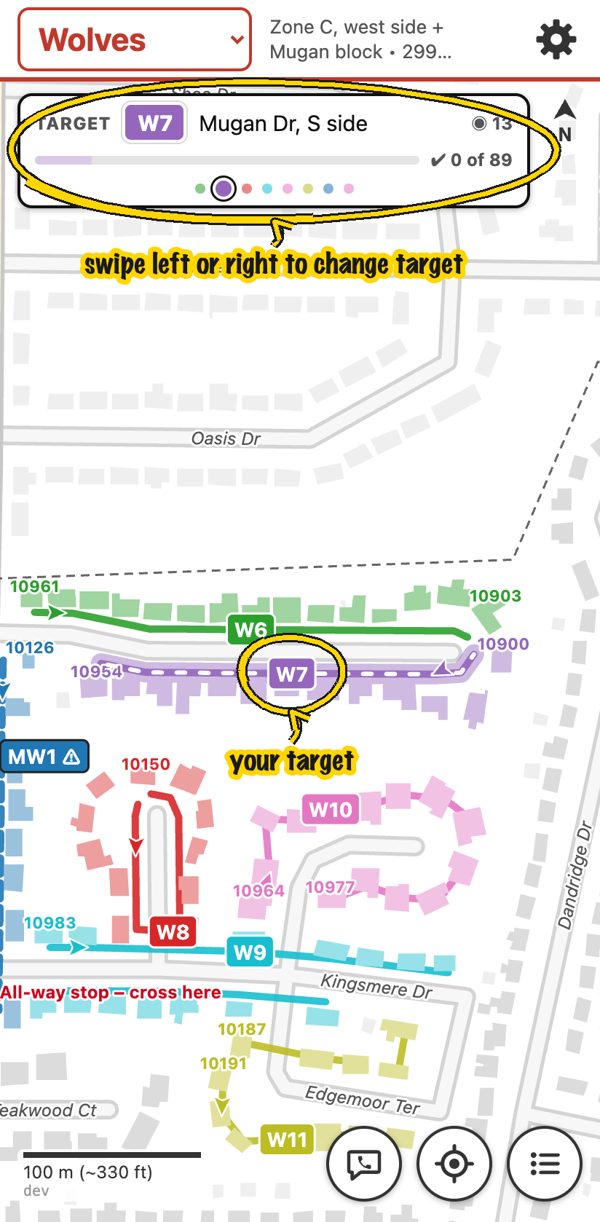 Wolves
Zone C, west side +
Mugan block • 299...
Shea Dr
TARGET W7 Mugan Dr, S side ◉ 13
N
✔ 0 of 89
swipe left or right to change target
Oasis Dr
10961
10903
W6
10126
10900
10954
W7
MW1 ⚠
your target
10150
W10
10964
10977
Dandridge Dr
10983
W8
W9
Kingsmere Dr
All-way stop – cross here
10187
10191
Edgemoor Ter
eakwood Ct
W11
100 m (~330 ft)
dev